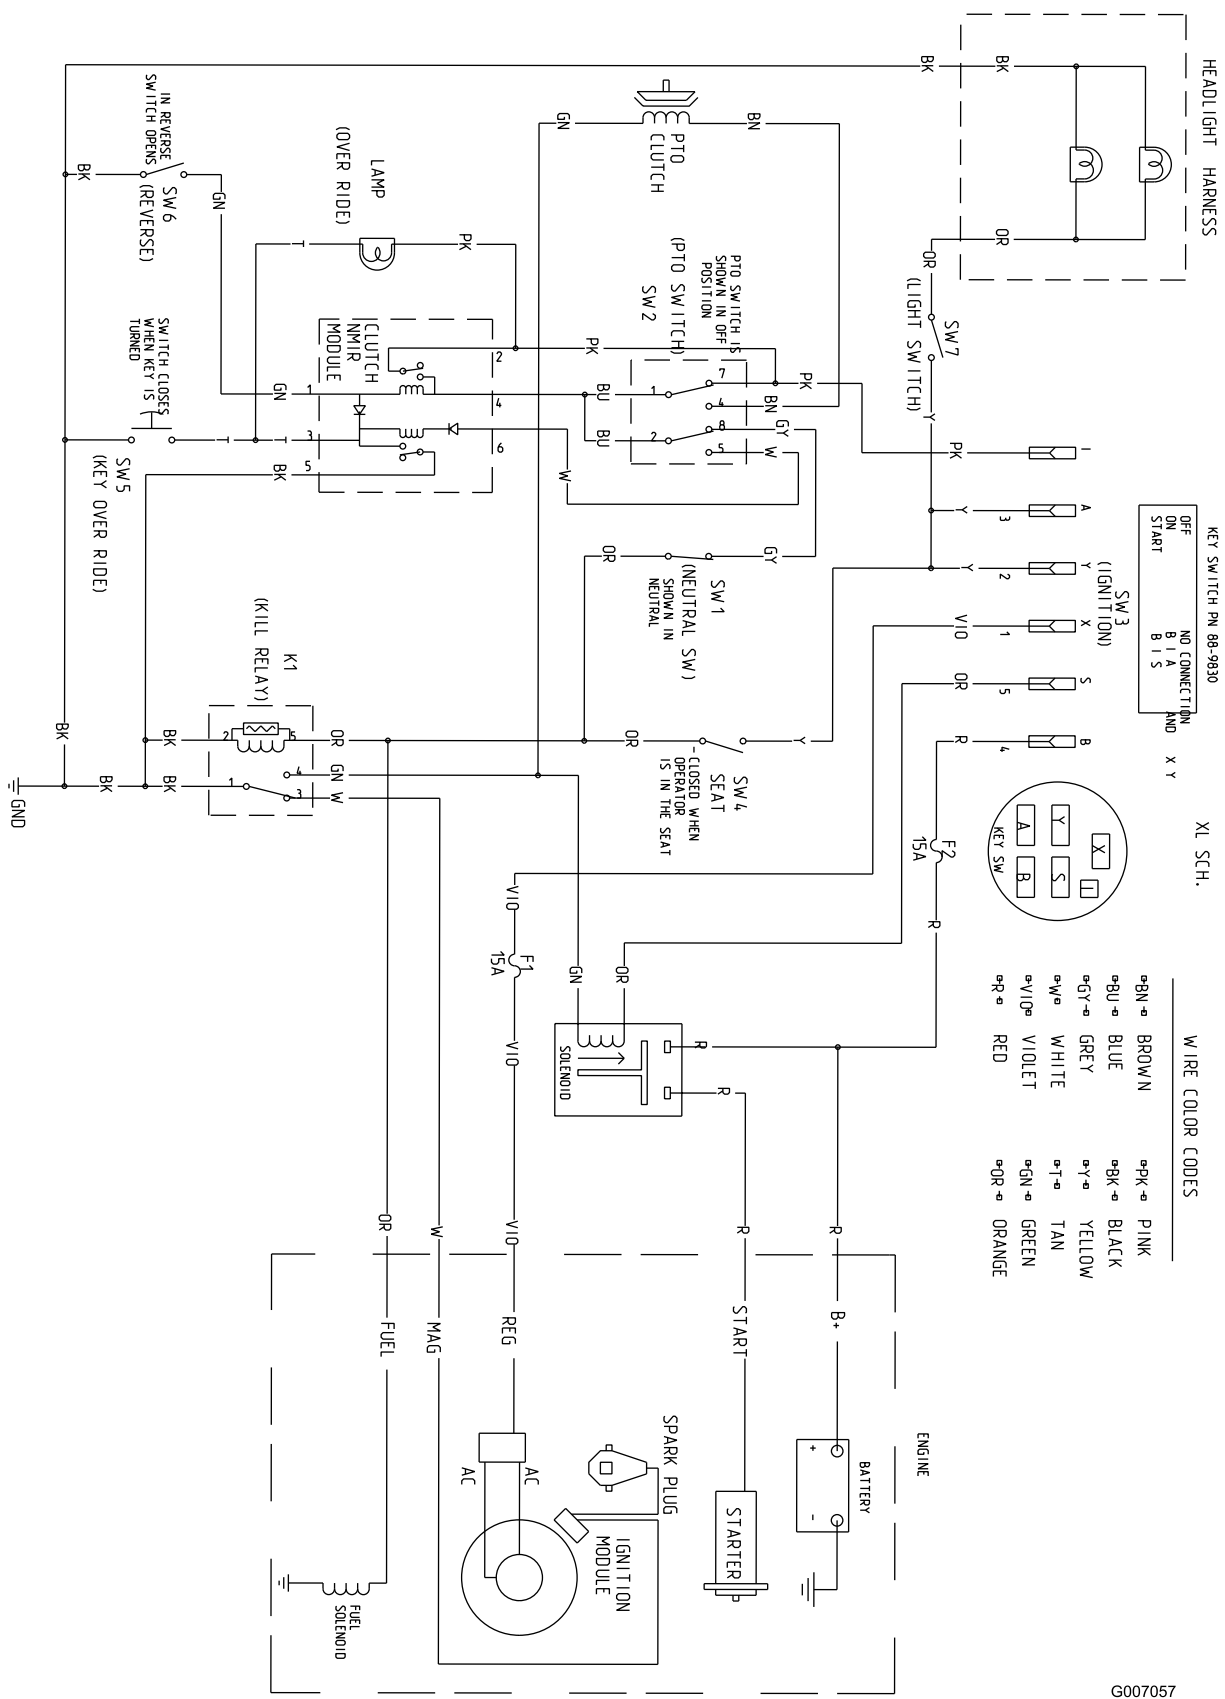 HEADLIGHT HARNESS
BK
BK
OR
OR
SW7
(LIGHT SWITCH)
Y
KEY SWITCH PN 88-9830
OFF NO CONNECTION
ON B I A AND X Y
START B I S
SW3
(IGNITION)
I
PK
A
3
Y
Y
2
Y
X
1
VIO
S
5
OR
B
4
R
F2
15A
R
XL SCH.
X
I
Y
S
A
B
KEY SW
WIRE COLOR CODES
BN BROWN
BU BLUE
GY GREY
W WHITE
VIO VIOLET
R RED
PK PINK
BK BLACK
Y YELLOW
T TAN
GN GREEN
OR ORANGE
GN
PTO
CLUTCH
BN
PTO SWITCH IS
SHOWN IN OFF
POSITION
(PTO SWITCH)
SW2
7
4
8
5
1
2
PK
PK
BN
GY
W
BU
BU
W
SW1
(NEUTRAL SW)
SHOWN IN
NEUTRAL
GY
OR
SW4
SEAT
-CLOSED WHEN
OPERATOR
IS IN THE SEAT
Y
OR
LAMP
(OVER RIDE)
T
PK
CLUTCH
NMIR
MODULE
2
1
4
3
6
5
GN
T
T
BK
IN REVERSE
SWITCH OPENS
SW6
(REVERSE)
GN
BK
SWITCH CLOSES
WHEN KEY IS
TURNED
SW5
(KEY OVER RIDE)
K1
(KILL RELAY)
2
5
4
1
3
BK
BK
BK
BK
OR
GN
W
GND
VIO
F1
15A
VIO
VIO
GN
OR
SOLENOID
R
R
R
R
OR
W
ENGINE
B+
START
REG
MAG
FUEL
BATTERY
+
-
STARTER
SPARK PLUG
IGNITION
MODULE
AC
AC
FUEL
SOLENOID
G007057